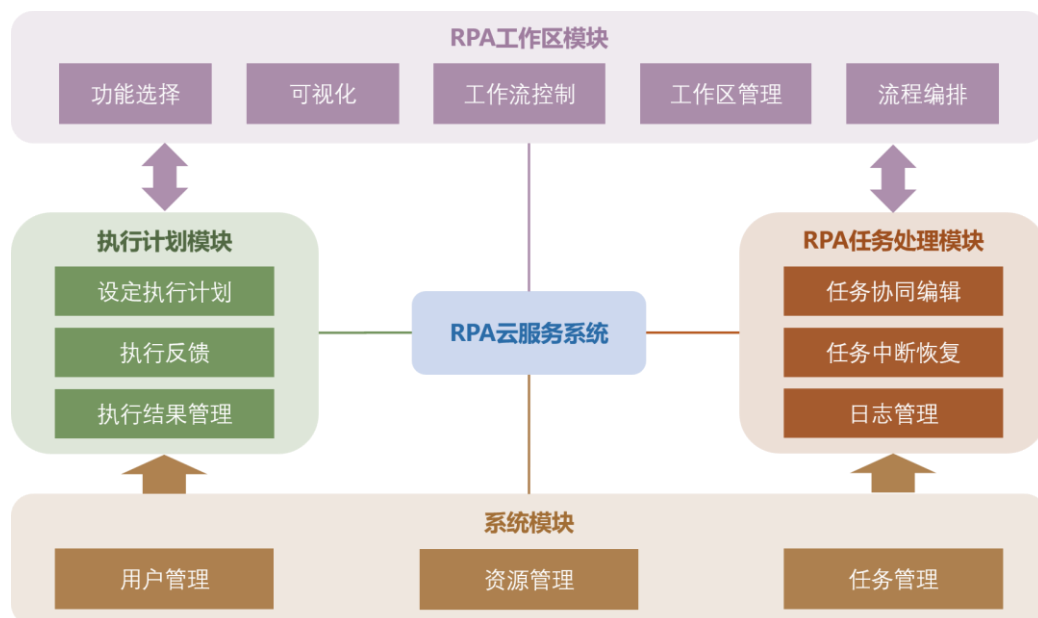 RPA工作区模块
功能选择
可视化
工作流控制
工作区管理
流程编排
执行计划模块
设定执行计划
执行反馈
执行结果管理
RPA云服务系统
RPA任务处理模块
任务协同编辑
任务中断恢复
日志管理
系统模块
用户管理
资源管理
任务管理